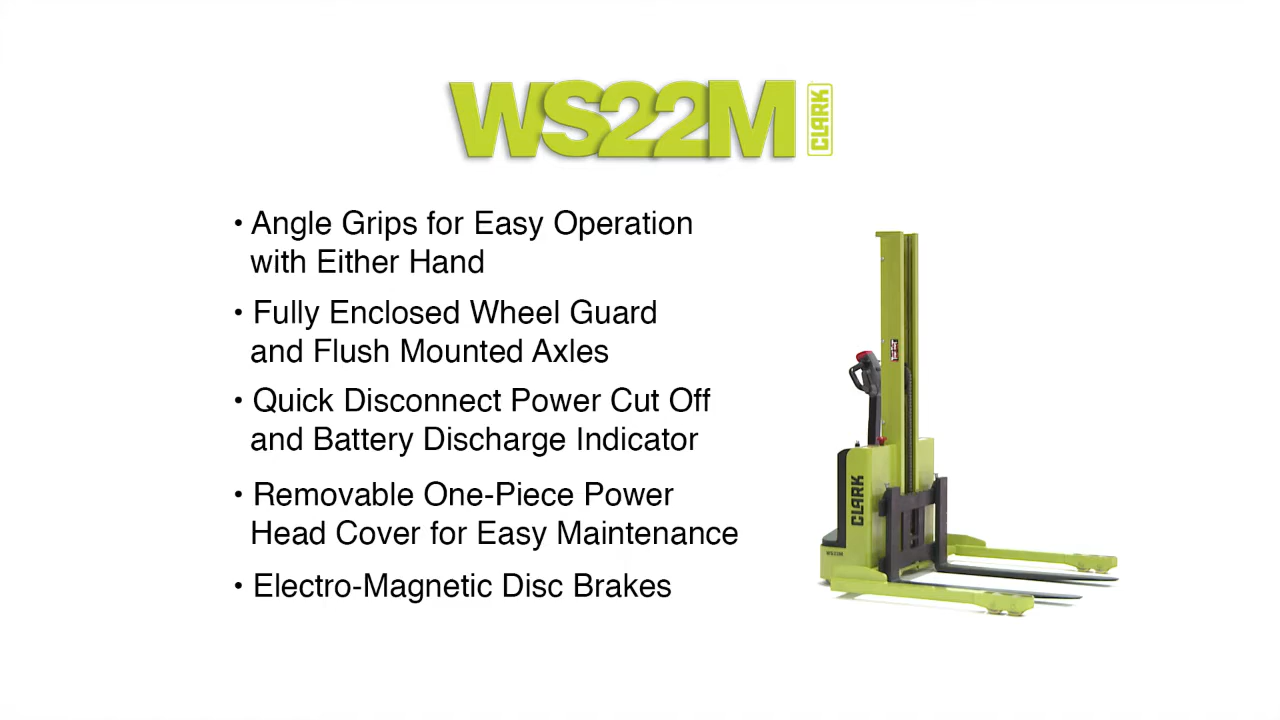 WS22M CLARK
• Angle Grips for Easy Operation
with Either Hand
• Fully Enclosed Wheel Guard
and Flush Mounted Axles
• Quick Disconnect Power Cut Off
and Battery Discharge Indicator
• Removable One-Piece Power
Head Cover for Easy Maintenance
• Electro-Magnetic Disc Brakes
CLARK
WS22M